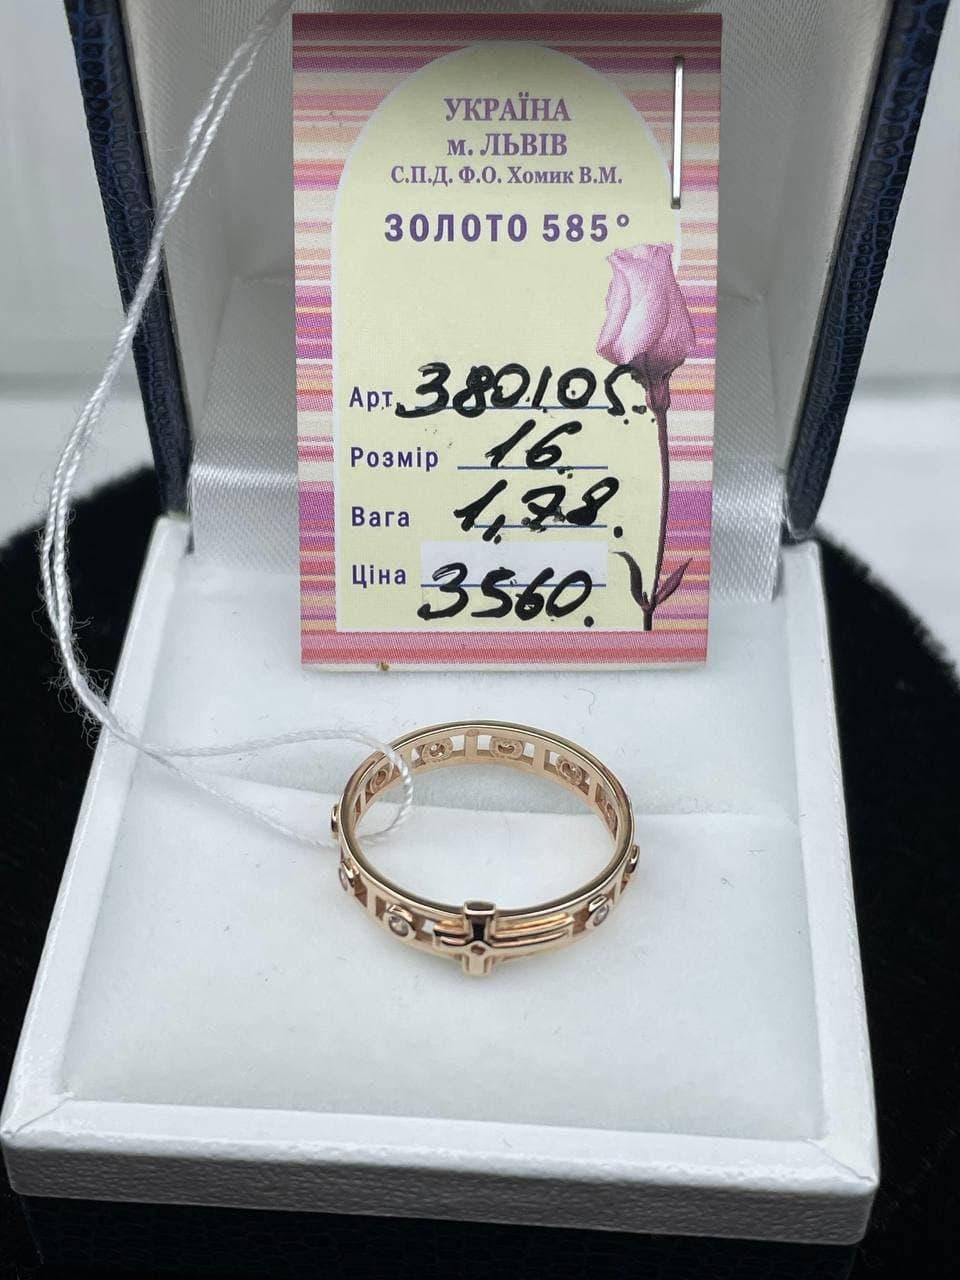 УКРАЇНА
м. ЛЬВІВ
С.П.Д. Ф.О. Хомик В.М.
ЗОЛОТО 585°
Арт. 380105.
Розмір 16.
Вага 1,78.
Ціна 3560.